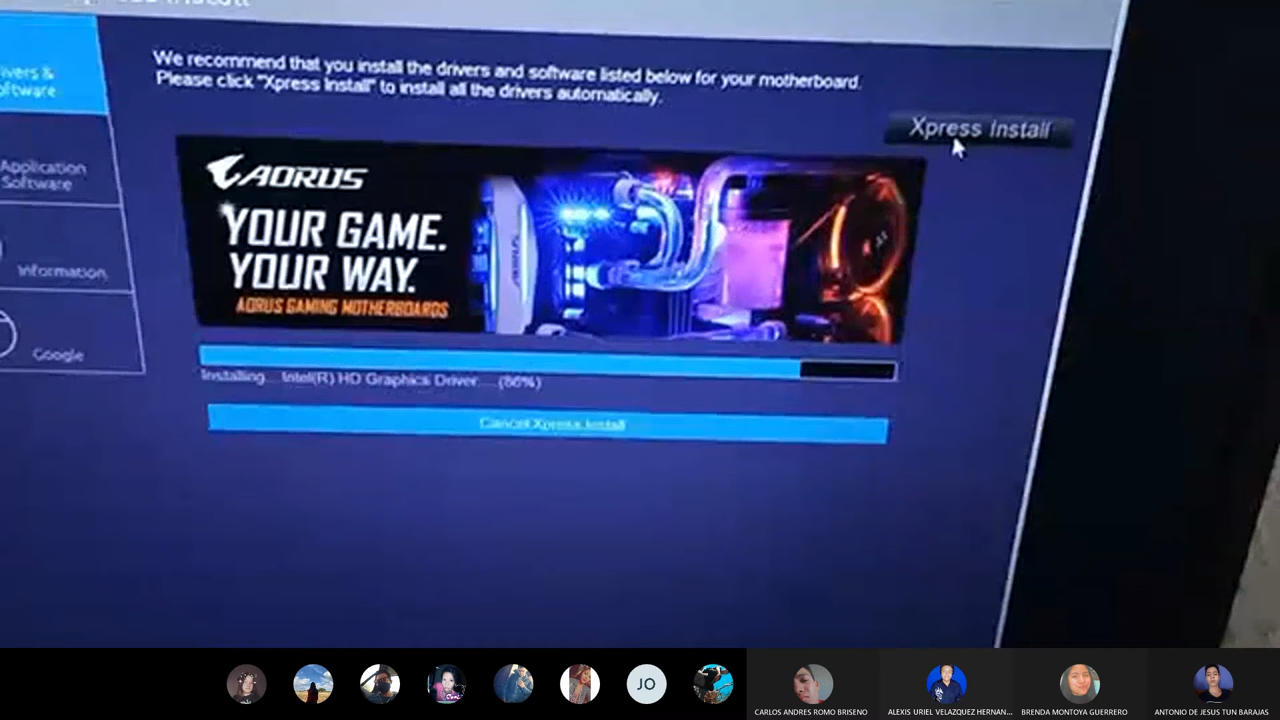 We recommend that you install the drivers and software listed below for your motherboard.
Please click "Xpress Install" to install all the drivers automatically.
Xpress Install
Application
Software
Information
Google
AORUS
YOUR GAME.
YOUR WAY.
AORUS GAMING MOTHERBOARDS
Installing... Intel(R) HD Graphics Driver....(86%)
Cancel Xpress Install
JO
CARLOS ANDRES ROMO BRISEÑO
ALEXIS URIEL VELAZQUEZ HERNAN...
BRENDA MONTOYA GUERRERO
ANTONIO DE JESUS TUN BARAJAS